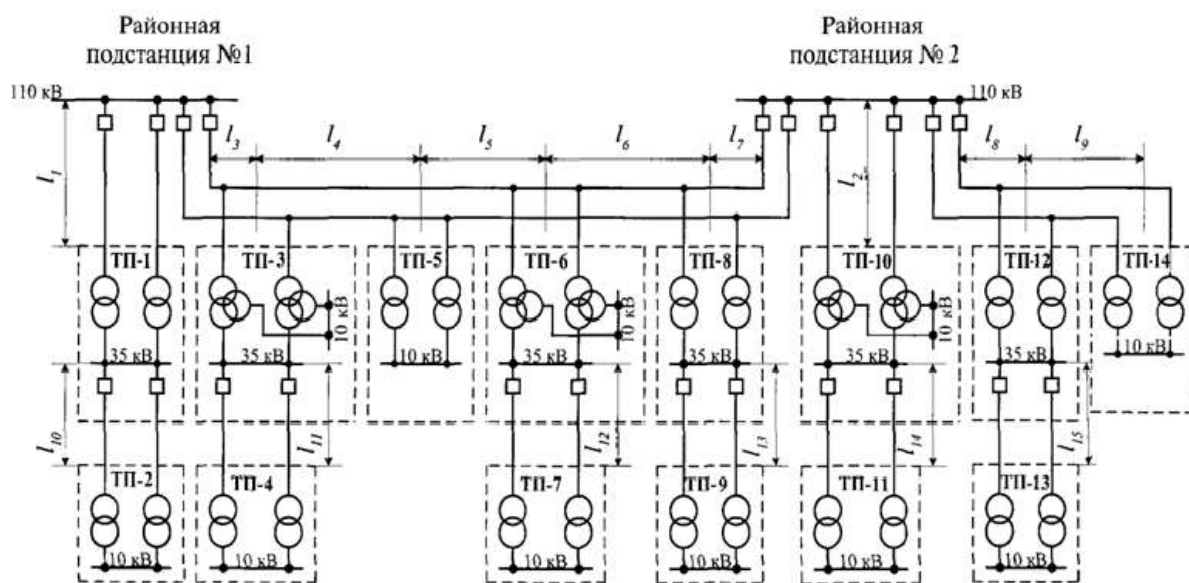 Районная
подстанция №1
Районная
подстанция № 2
110 кВ
110 кВ
l3
l4
l5
l6
l7
l8
l9
l1
l2
ТП-1
ТП-3
ТП-5
ТП-6
ТП-8
ТП-10
ТП-12
ТП-14
10 кВ
10 кВ
10 кВ
35 кВ
35 кВ
10 кВ
35 кВ
35 кВ
35 кВ
35 кВ
10 кВ
l10
l11
l12
l13
l14
l15
ТП-2
ТП-4
ТП-7
ТП-9
ТП-11
ТП-13
10 кВ
10 кВ
10 кВ
10 кВ
10 кВ
10 кВ